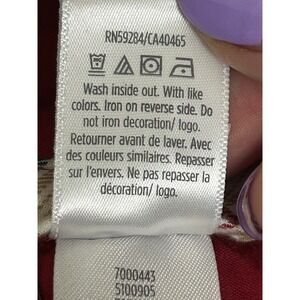 RN59284/CA40465
Wash inside out. With like
colors. Iron on reverse side. Do
not iron decoration/ logo.
Retourner avant de laver. Avec
des couleurs similaires. Repasser
sur l'envers. Ne pas repasser la
décoration/ logo.
7000443
5100905